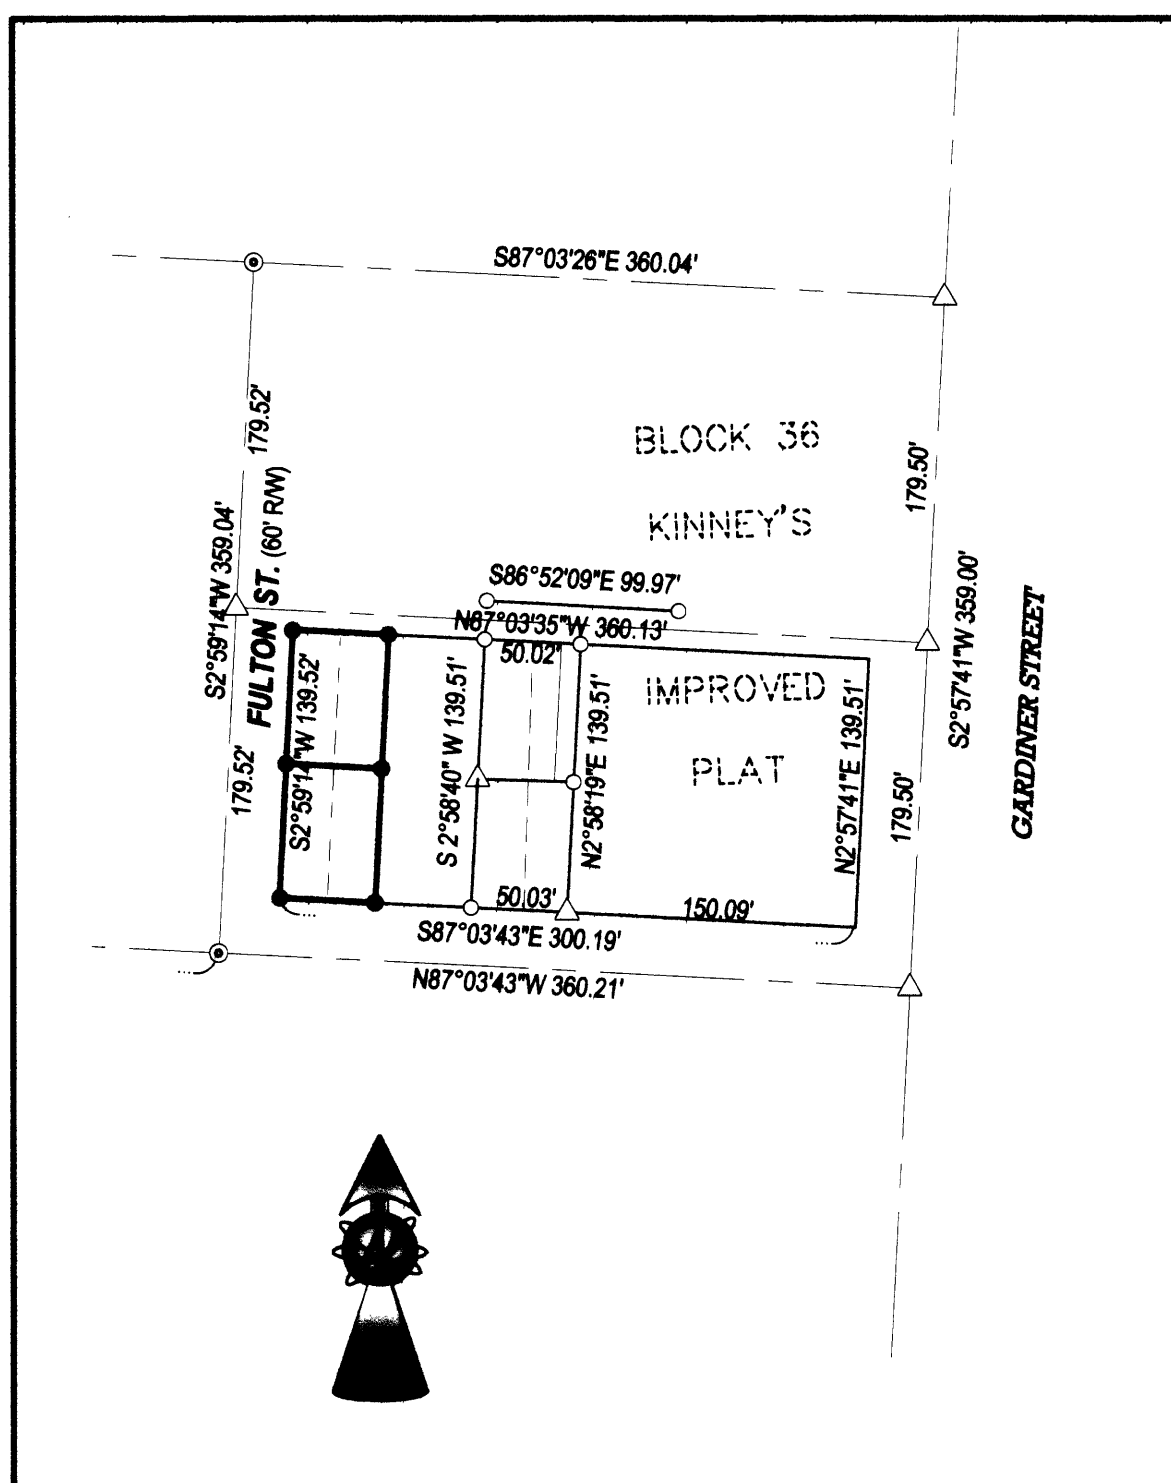 S87°03'26"E 360.04'
179.52'
BLOCK 36
179.50'
KINNEY'S
S2°59'14"W 359.04'
FULTON ST. (60' R/W)
S86°52'09"E 99.97'
N87°03'35"W 360.13'
50.02'
S2°57'41"W 359.00'
GARDINER STREET
S2°59'14"W 139.52'
S 2°58'40" W 139.51'
N2°58'19"E 139.51'
IMPROVED
PLAT
N2°57'41"E 139.51'
179.52'
179.50'
50.03'
150.09'
S87°03'43"E 300.19'
N87°03'43"W 360.21'